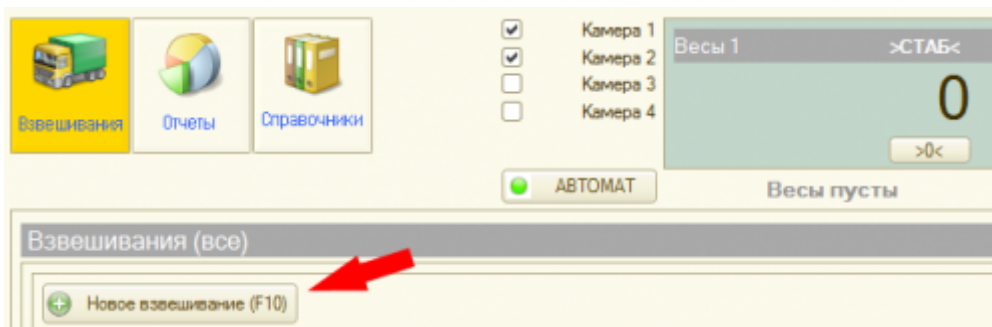 Взвешивания
Отчеты
Справочники
Камера 1
Камера 2
Камера 3
Камера 4
АВТОМАТ
Весы 1 >СТАБ<
0
>0<
Весы пусты
Взвешивания (все)
Новое взвешивание (F10)